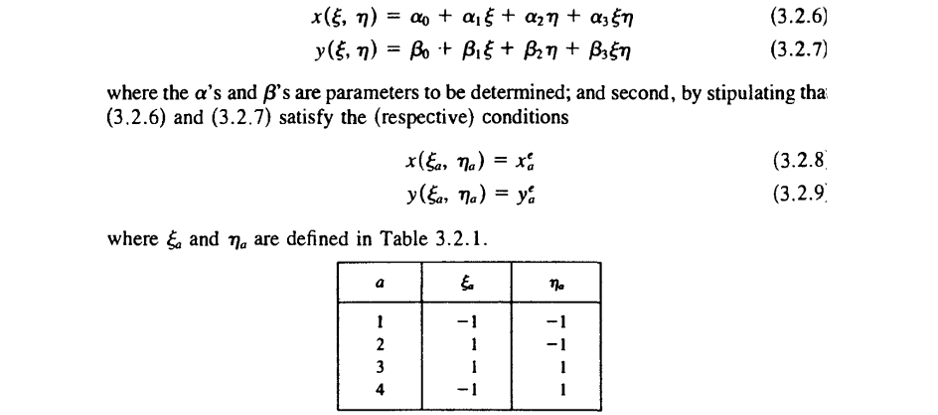 x(ξ, η) = α₀ + α₁ξ + α₂η + α₃ξη (3.2.6)
y(ξ, η) = β₀ + β₁ξ + β₂η + β₃ξη (3.2.7)
where the α's and β's are parameters to be determined; and second, by stipulating tha
(3.2.6) and (3.2.7) satisfy the (respective) conditions
x(ξₐ, ηₐ) = xₐᵉ (3.2.8
y(ξₐ, ηₐ) = yₐᵉ (3.2.9
where ξₐ and ηₐ are defined in Table 3.2.1.
a ξₐ ηₐ
1 −1 −1
2 1 −1
3 1 1
4 −1 1